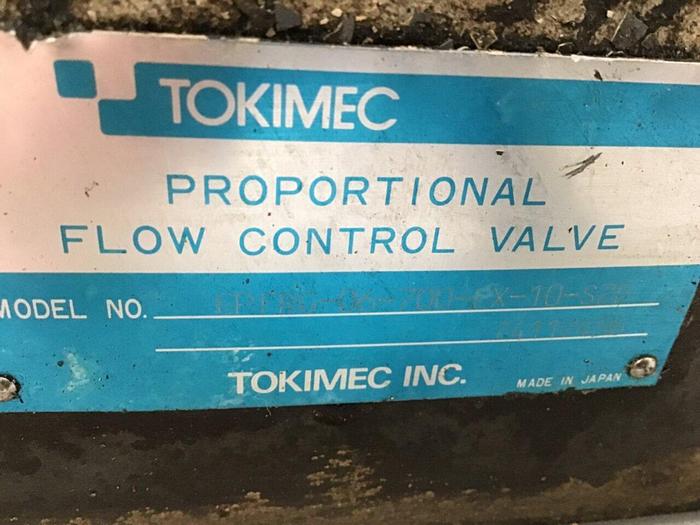 TOKIMEC
PROPORTIONAL
FLOW CONTROL VALVE
MODEL NO.
TOKIMEC INC.
MADE IN JAPAN